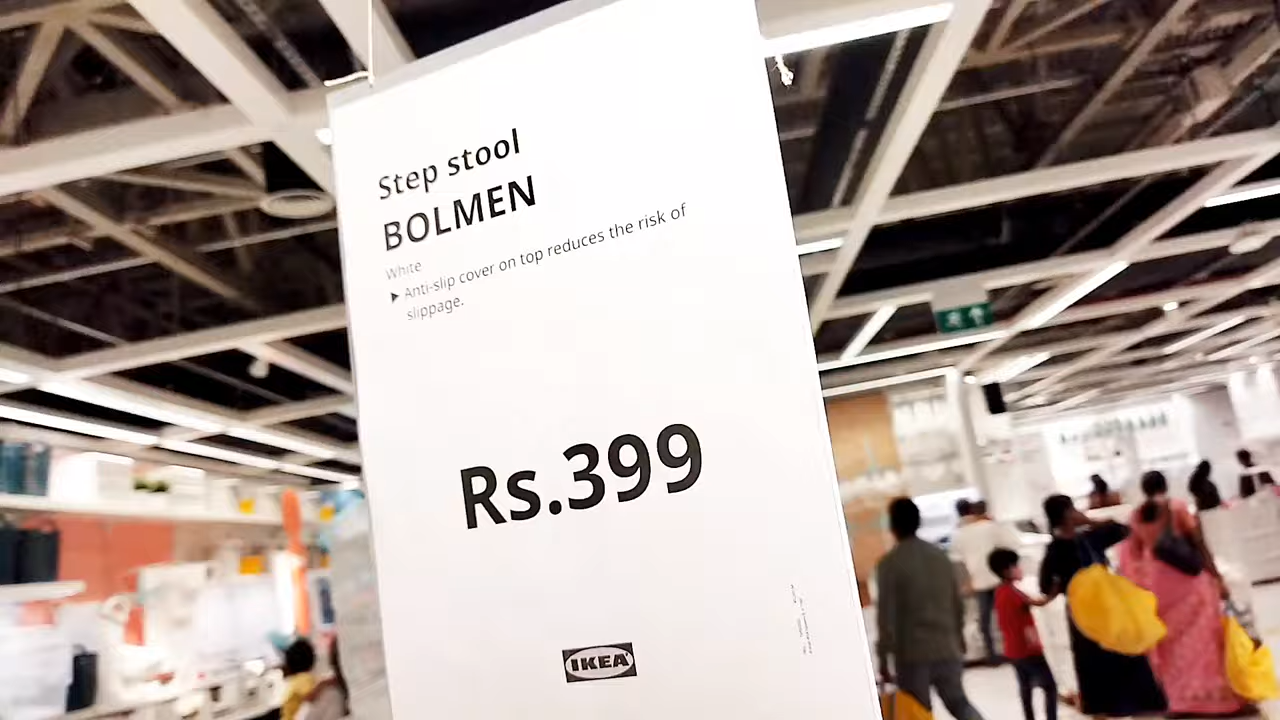 Step stool
BOLMEN
White
▸ Anti-slip cover on top reduces the risk of
slippage.
Rs.399
IKEA